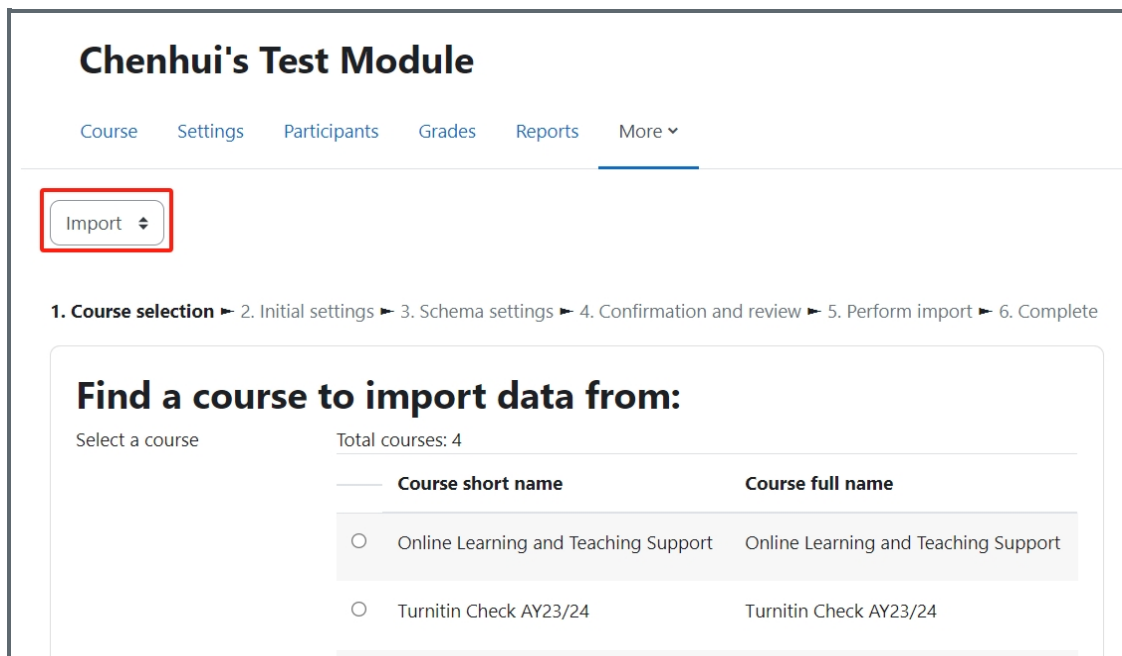 Chenhui's Test Module
Course Settings Participants Grades Reports More
Import
1. Course selection ► 2. Initial settings ► 3. Schema settings ► 4. Confirmation and review ► 5. Perform import ► 6. Complete
Find a course to import data from:
Select a course Total courses: 4
Course short name Course full name
Online Learning and Teaching Support Online Learning and Teaching Support
Turnitin Check AY23/24 Turnitin Check AY23/24